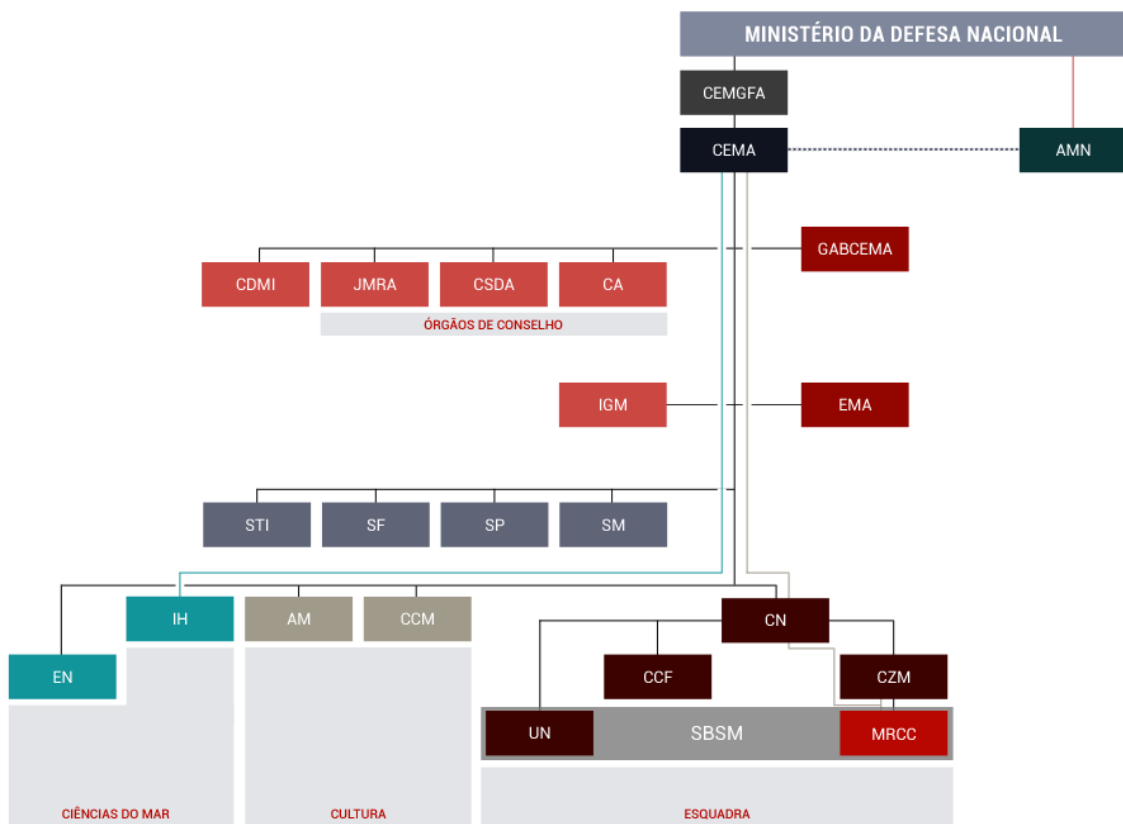 MINISTÉRIO DA DEFESA NACIONAL
CEMGFA
CEMA
AMN
GABCEMA
CDMI
JMRA
CSDA
CA
ÓRGÃOS DE CONSELHO
IGM
EMA
STI
SF
SP
SM
IH
AM
CCM
CN
EN
CCF
CZM
UN
SBSM
MRCC
CIÊNCIAS DO MAR
CULTURA
ESQUADRA